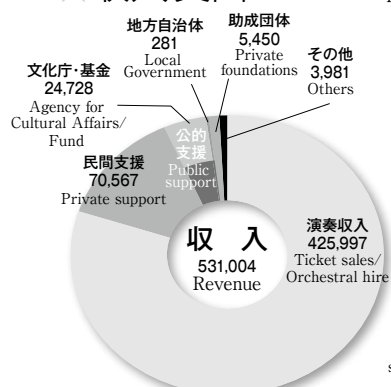 地方自治体
281
Local
Government
助成団体
5,450
Private
foundations
その他
3,981
Others
文化庁・基金
24,728
Agency for
Cultural Affairs/
Fund
公的
支援
Public
support
民間支援
70,567
Private support
収 入
531,004
Revenue
演奏収入
425,997
Ticket sales/
Orchestral hire